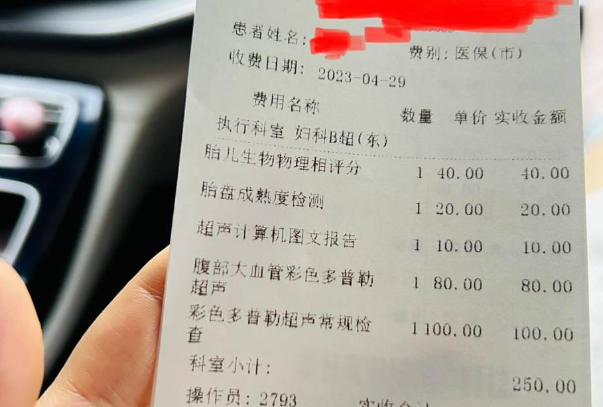 患者姓名:
费别:医保(市)
收费日期: 2023-04-29
费用名称 数量 单价 实收金额
执行科室 妇科B超(东)
胎儿生物物理相评分 1 40.00 40.00
胎盘成熟度检测 1 20.00 20.00
超声计算机图文报告 1 10.00 10.00
腹部大血管彩色多普勒 1 80.00 80.00
超声
彩色多普勒超声常规检 1 100.00 100.00
查
科室小计: 250.00
操作员: 2793 实收合计